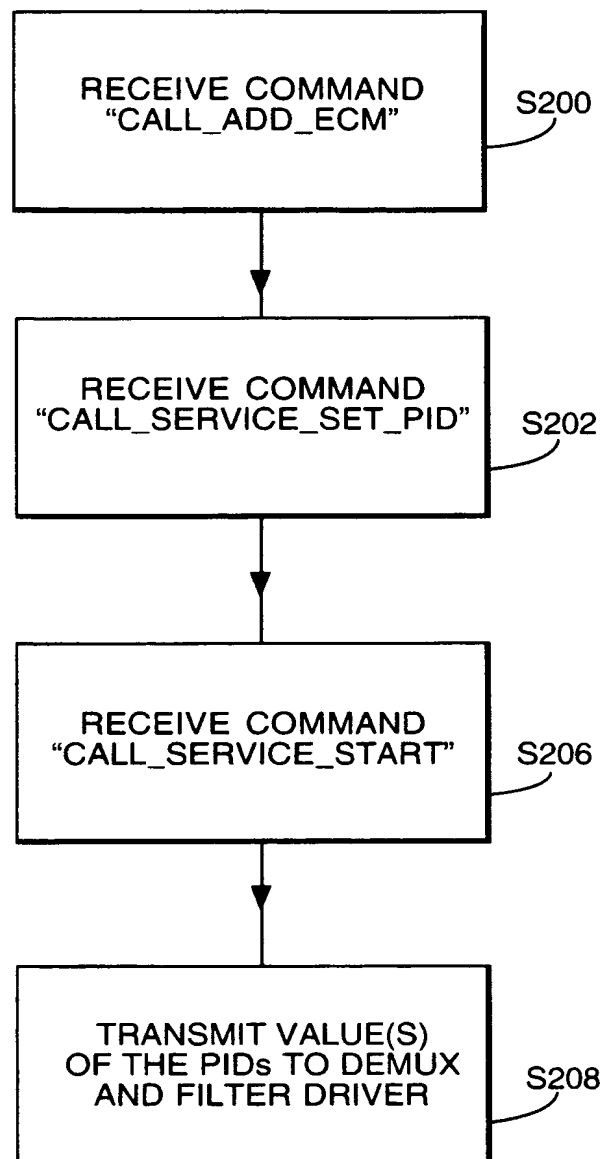 RECEIVE COMMAND
“CALL_ADD_ECM”
S200
RECEIVE COMMAND
“CALL_SERVICE_SET_PID”
S202
RECEIVE COMMAND
“CALL_SERVICE_START”
S206
TRANSMIT VALUE(S)
OF THE PIDs TO DEMUX
AND FILTER DRIVER
S208